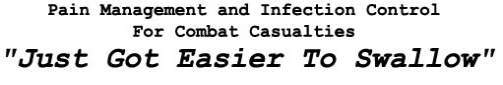 Pain Management and Infection Control
For Combat Casualties
"Just Got Easier To Swallow"